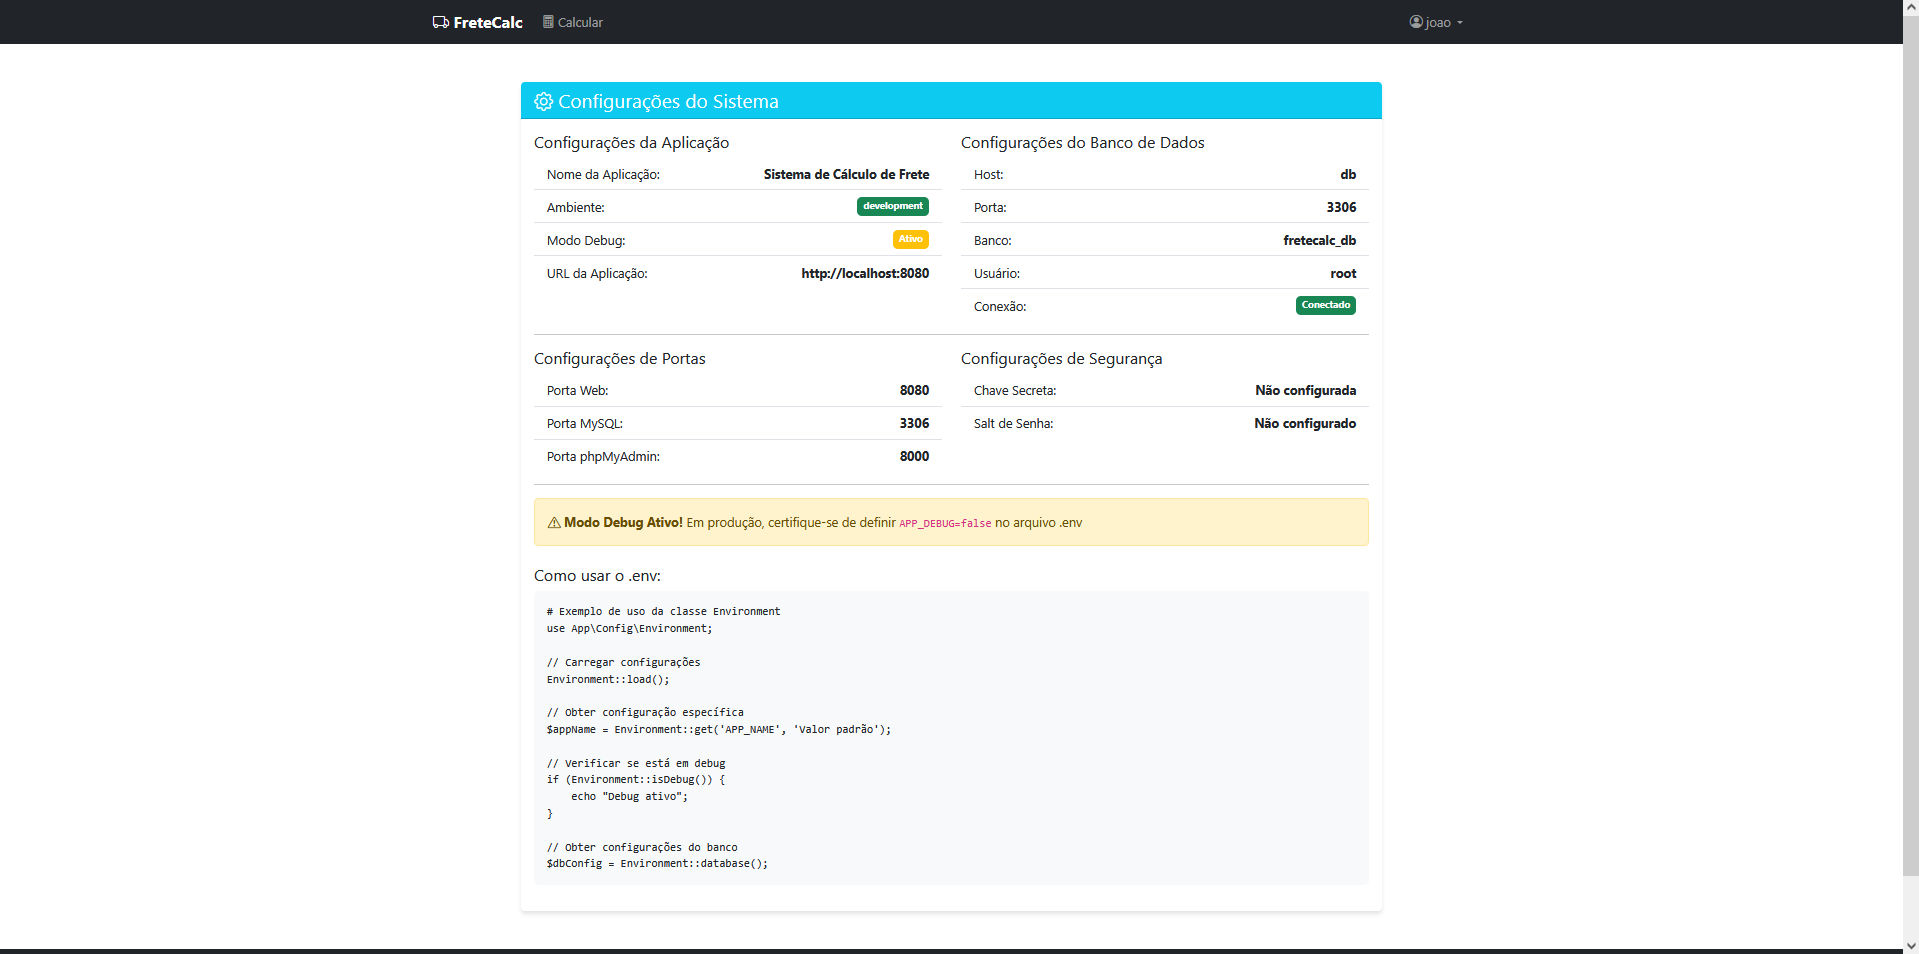 FreteCalc Calcular joao
Configurações do Sistema
Configurações da Aplicação
Nome da Aplicação: Sistema de Cálculo de Frete
Ambiente: development
Modo Debug: Ativo
URL da Aplicação: http://localhost:8080
Configurações do Banco de Dados
Host: db
Porta: 3306
Banco: fretecalc_db
Usuário: root
Conexão: Conectado
Configurações de Portas
Porta Web: 8080
Porta MySQL: 3306
Porta phpMyAdmin: 8000
Configurações de Segurança
Chave Secreta: Não configurada
Salt de Senha: Não configurado
Modo Debug Ativo! Em produção, certifique-se de definir APP_DEBUG=false no arquivo .env
Como usar o .env:
# Exemplo de uso da classe Environment
use App\Config\Environment;
// Carregar configurações
Environment::load();
// Obter configuração específica
$appName = Environment::get('APP_NAME', 'Valor padrão');
// Verificar se está em debug
if (Environment::isDebug()) {
    echo "Debug ativo";
}
// Obter configurações do banco
$dbConfig = Environment::database();